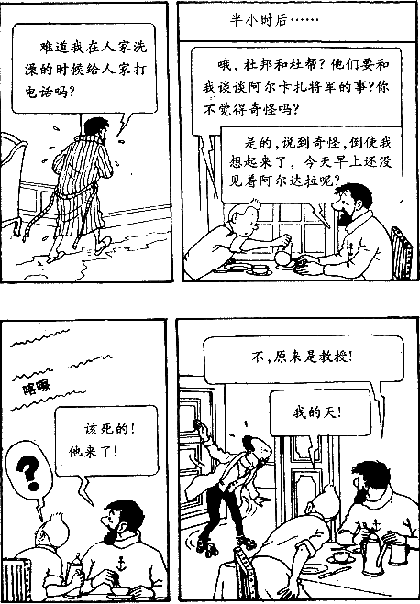 难道我在人家洗
澡的时候给人家打
电话吗？
半小时后……
哦，杜邦和杜帮？他们要和
我谈谈阿尔卡扎将军的事？你
不觉得奇怪吗？
是的，说到奇怪，倒使我
想起来了，今天早上还没
见着阿尔达拉呢？
喀嚓
该死的！
他来了！
?
不，原来是教授！
我的天！